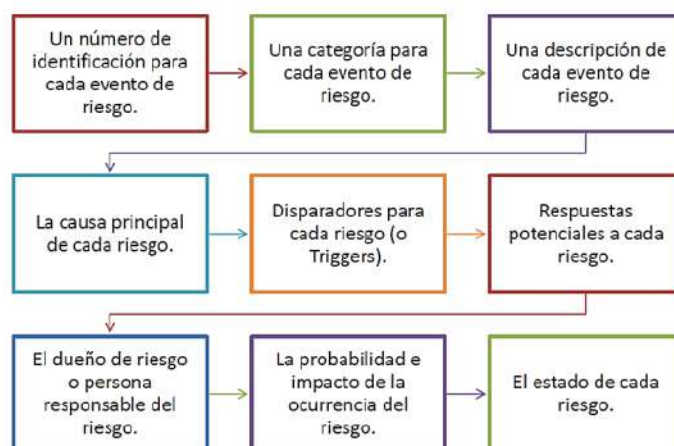 Un número de
identificación para
cada evento de
riesgo.
Una categoría para
cada evento de
riesgo.
Una descripción de
cada evento de
riesgo.
La causa principal
de cada riesgo.
Disparadores para
cada riesgo (o
Triggers).
Respuestas
potenciales a cada
riesgo.
El dueño de riesgo
o persona
responsable del
riesgo.
La probabilidad e
impacto de la
ocurrencia del
riesgo.
El estado de cada
riesgo.